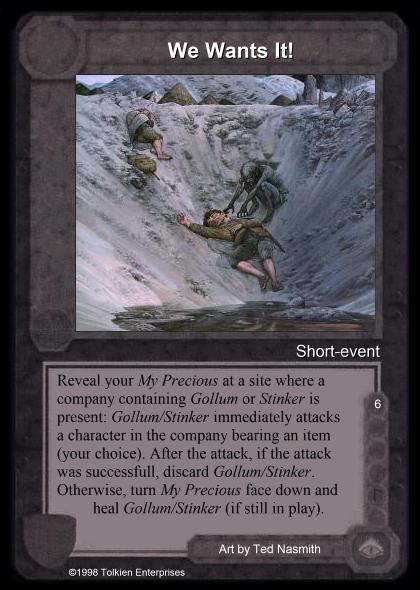 We Wants It!
Short-event
Reveal your My Precious at a site where a
company containing Gollum or Stinker is
present: Gollum/Stinker immediately attacks
a character in the company bearing an item
(your choice). After the attack, if the attack
was successfull, discard Gollum/Stinker.
Otherwise, turn My Precious face down and
heal Gollum/Stinker (if still in play).
6
Art by Ted Nasmith
©1998 Tolkien Enterprises